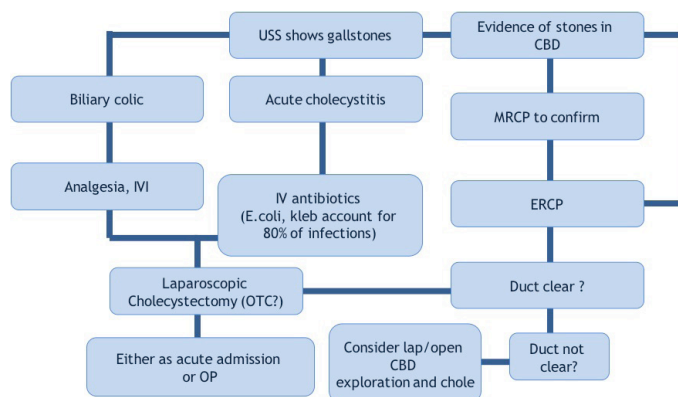 USS shows gallstones
Evidence of stones in
CBD
Biliary colic
Acute cholecystitis
MRCP to confirm
Analgesia, IVI
IV antibiotics
(E.coli, kleb account for
80% of infections)
ERCP
Laparoscopic
Cholecystectomy (OTC?)
Duct clear ?
Either as acute admission
or OP
Consider lap/open
CBD
exploration and chole
Duct not
clear?